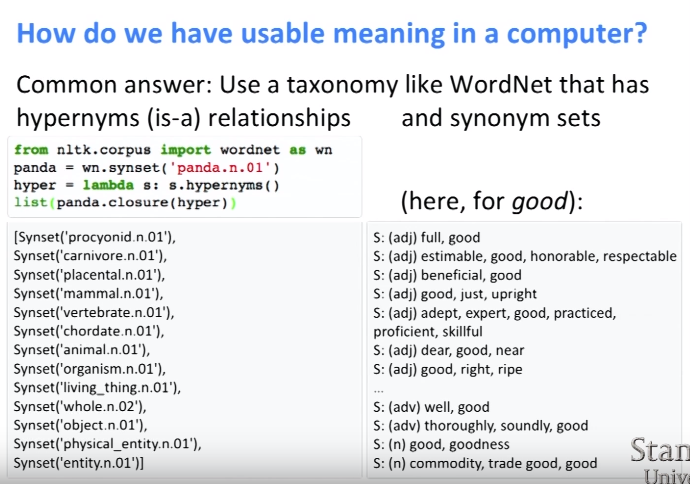 How do we have usable meaning in a computer?
Common answer: Use a taxonomy like WordNet that has
hypernyms (is-a) relationships and synonym sets
from nltk.corpus import wordnet as wn
panda = wn.synset('panda.n.01')
hyper = lambda s: s.hypernyms()
list(panda.closure(hyper))
(here, for good):
[Synset('procyonid.n.01'),
Synset('carnivore.n.01'),
Synset('placental.n.01'),
Synset('mammal.n.01'),
Synset('vertebrate.n.01'),
Synset('chordate.n.01'),
Synset('animal.n.01'),
Synset('organism.n.01'),
Synset('living_thing.n.01'),
Synset('whole.n.02'),
Synset('object.n.01'),
Synset('physical_entity.n.01'),
Synset('entity.n.01')]
S: (adj) full, good
S: (adj) estimable, good, honorable, respectable
S: (adj) beneficial, good
S: (adj) good, just, upright
S: (adj) adept, expert, good, practiced,
proficient, skillful
S: (adj) dear, good, near
S: (adj) good, right, ripe
...
S: (adv) well, good
S: (adv) thoroughly, soundly, good
S: (n) good, goodness
S: (n) commodity, trade good, good
Stan
Unive